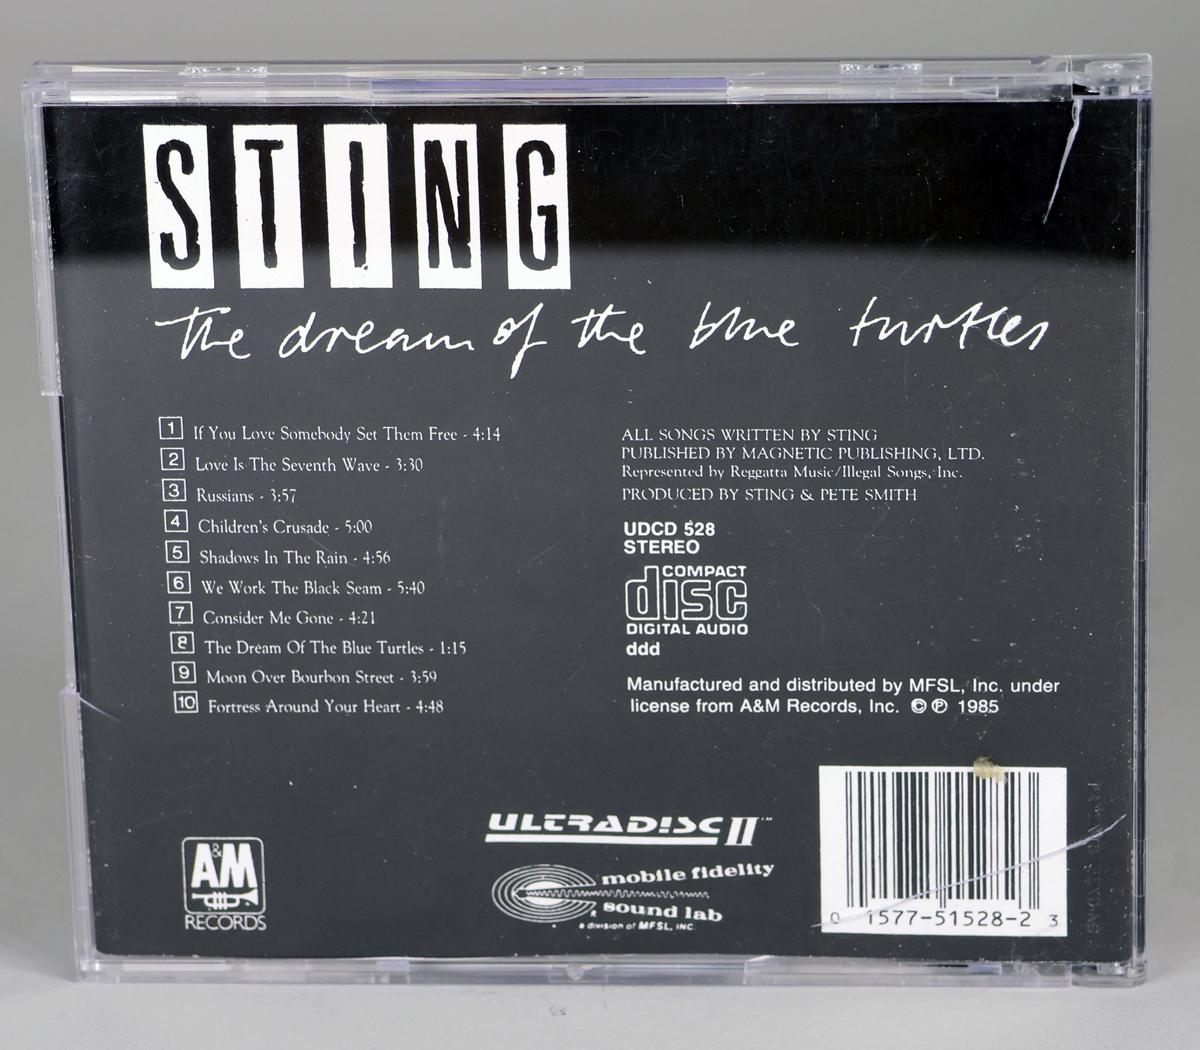 STING
The dream of the blue turtles
1 If You Love Somebody Set Them Free - 4:14
2 Love Is The Seventh Wave - 3:30
3 Russians - 3:57
4 Children's Crusade - 5:00
5 Shadows In The Rain - 4:56
6 We Work The Black Seam - 5:40
7 Consider Me Gone - 4:21
8 The Dream Of The Blue Turtles - 1:15
9 Moon Over Bourbon Street - 3:59
10 Fortress Around Your Heart - 4:48
ALL SONGS WRITTEN BY STING
PUBLISHED BY MAGNETIC PUBLISHING, LTD.
Represented by Reggatta Music/Illegal Songs, Inc.
PRODUCED BY STING & PETE SMITH
UDCD 528
STEREO
COMPACT
disc
DIGITAL AUDIO
ddd
Manufactured and distributed by MFSL, Inc. under
license from A&M Records, Inc. © ℗ 1985
A&M
RECORDS
ULTRADISC II™
mobile fidelity
sound lab
a division of MFSL, INC.
0 1577-51528-2 3